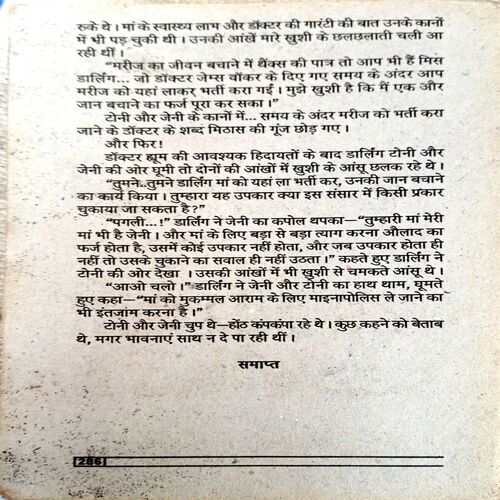 रुके थे। मां के स्वास्थ्य लाभ और डॉक्टर की गारंटी की बात उनके कानों
में भी पड़ चुकी थी। उनकी आंखें मारे खुशी के छलछलाती चली आ
रही थीं।
“मरीज का जीवन बचाने में थैंक्स की पात्र तो आप भी हैं मिस
डार्लिंग... जो डॉक्टर जेम्स वॉकर के दिए गए समय के अंदर आप
मरीज को यहां लाकर भर्ती करा गईं। मुझे खुशी है कि मैं एक और
जान बचाने का फर्ज पूरा कर सका।”
टोनी और जेनी के कानों में... समय के अंदर मरीज को भर्ती करा
जाने के डॉक्टर के शब्द मिठास की गूंज छोड़ गए।
और फिर!
डॉक्टर ह्यूम की आवश्यक हिदायतों के बाद डार्लिंग टोनी और
जेनी की ओर घूमी तो दोनों की आंखों में खुशी के आंसू छलक रहे थे।
“तुमने...तुमने डार्लिंग मां को यहां ला भर्ती कर, उनकी जान बचाने
का कार्य किया। तुम्हारा यह उपकार क्या इस संसार में किसी प्रकार
चुकाया जा सकता है?”
“पगली...!” डार्लिंग ने जेनी का कपोल थपका—“तुम्हारी मां मेरी
मां भी है जेनी। और मां के लिए बड़ा से बड़ा त्याग करना औलाद का
फर्ज होता है, उसमें कोई उपकार नहीं होता, और जब उपकार होता ही
नहीं तो उसके चुकाने का सवाल ही नहीं उठता।” कहते हुए डार्लिंग ने
टोनी की ओर देखा । उसकी आंखों में भी खुशी से चमकते आंसू थे।
“आओ चलो।” डार्लिंग ने जेनी और टोनी का हाथ थाम, घूमते
हुए कहा—“मां को मुकम्मल आराम के लिए माइनापोलिस ले जाने का
भी इंतजाम करना है।”
टोनी और जेनी चुप थे—होंठ कंपकंपा रहे थे। कुछ कहने को बेताब
थे, मगर भावनाएं साथ न दे पा रही थीं।
समाप्त
286